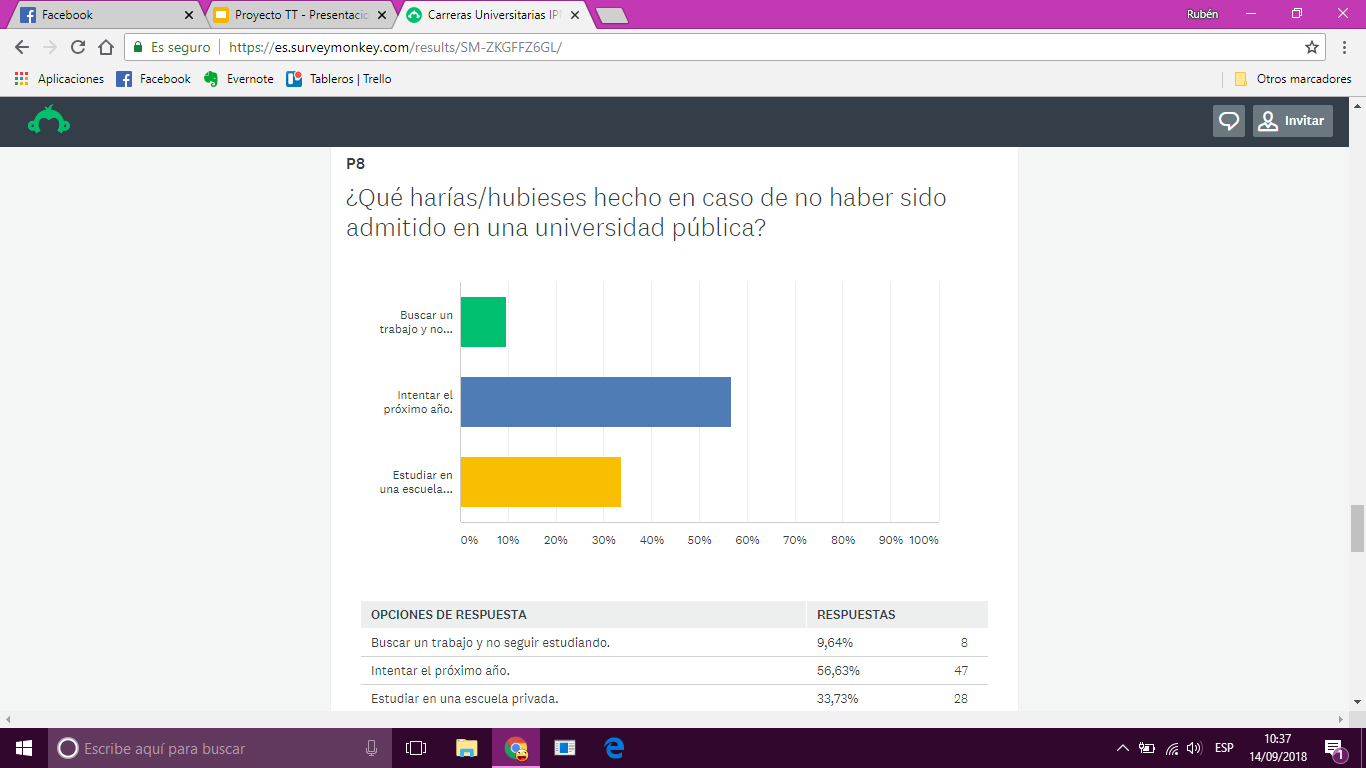 Facebook
Proyecto TT - Presentacio
Carreras Universitarias IP
Rubén
Es seguro
https://es.surveymonkey.com/results/SM-ZKGFFZ6GL/
Aplicaciones
Facebook
Evernote
Tableros | Trello
Otros marcadores
Invitar
P8
¿Qué harías/hubieses hecho en caso de no haber sido
admitido en una universidad pública?
Buscar un
trabajo y no...
Intentar el
próximo año.
Estudiar en
una escuela...
0% 10% 20% 30% 40% 50% 60% 70% 80% 90% 100%
OPCIONES DE RESPUESTA RESPUESTAS
Buscar un trabajo y no seguir estudiando. 9,64% 8
Intentar el próximo año. 56,63% 47
Estudiar en una escuela privada. 33,73% 28
Escribe aquí para buscar
ESP
10:37
14/09/2018
1